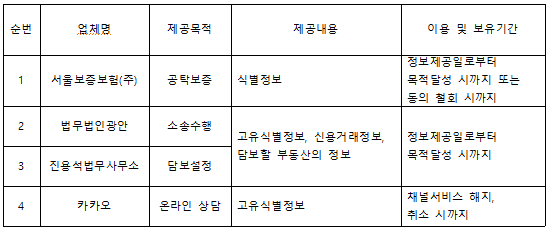 순번 업체명 제공목적 제공내용 이용 및 보유기간
1 서울보증보험(주) 공탁보증 식별정보 정보제공일로부터
목적달성 시까지 또는
동의 철회 시까지
2 법무법인광안 소송수행 고유식별정보, 신용거래정보,
담보할 부동산의 정보 정보제공일로부터
목적달성 시까지
3 진용석법무사무소 담보설정
4 카카오 온라인 상담 고유식별정보 채널서비스 해지,
취소 시까지